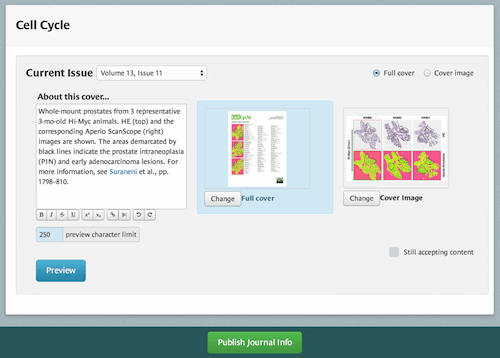 Cell Cycle
Current Issue
Volume 13, Issue 11
Full cover
Cover image
About this cover...
Whole-mount prostates from 3 representative
3-mo-old Hi-Myc animals. HE (top) and the
corresponding Aperio ScanScope (right)
images are shown. The areas demarcated by
black lines indicate the prostate intraneoplasia
(PIN) and early adenocarcinoma lesions. For
more information, see Suraneni et al., pp.
1798–810.
B I S U x² x₂
250 preview character limit
CellCycle
Change Full cover
Change Cover Image
Still accepting content
Preview
Publish Journal Info